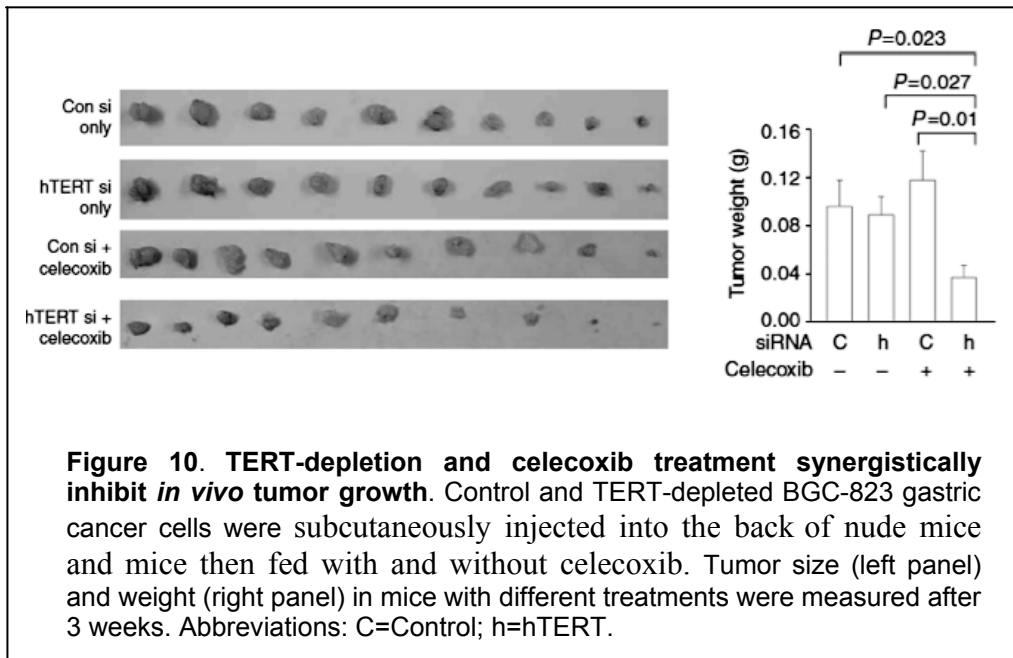 Con si
only
hTERT si
only
Con si +
celecoxib
hTERT si +
celecoxib
P=0.023
P=0.027
P=0.01
0.16
0.12
0.08
0.04
0.00
Tumor weight (g)
siRNA C h C h
Celecoxib – – + +
Figure 10. TERT-depletion and celecoxib treatment synergistically
inhibit in vivo tumor growth. Control and TERT-depleted BGC-823 gastric
cancer cells were subcutaneously injected into the back of nude mice
and mice then fed with and without celecoxib. Tumor size (left panel)
and weight (right panel) in mice with different treatments were measured after
3 weeks. Abbreviations: C=Control; h=hTERT.